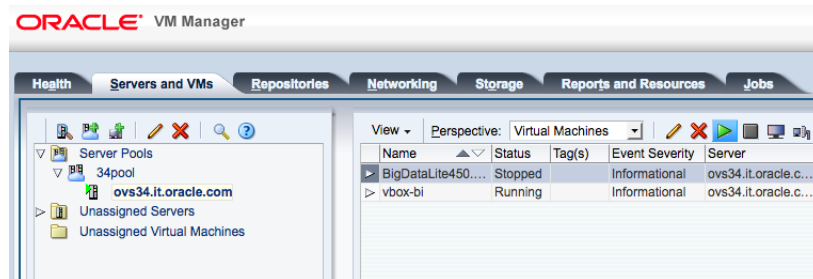 ORACLE VM Manager
Health Servers and VMs Repositories Networking Storage Reports and Resources Jobs
View Perspective: Virtual Machines
Server Pools
34pool
ovs34.it.oracle.com
Unassigned Servers
Unassigned Virtual Machines
Name Status Tag(s) Event Severity Server
BigDataLite450.... Stopped Informational ovs34.it.oracle.c...
vbox-bi Running Informational ovs34.it.oracle.c...